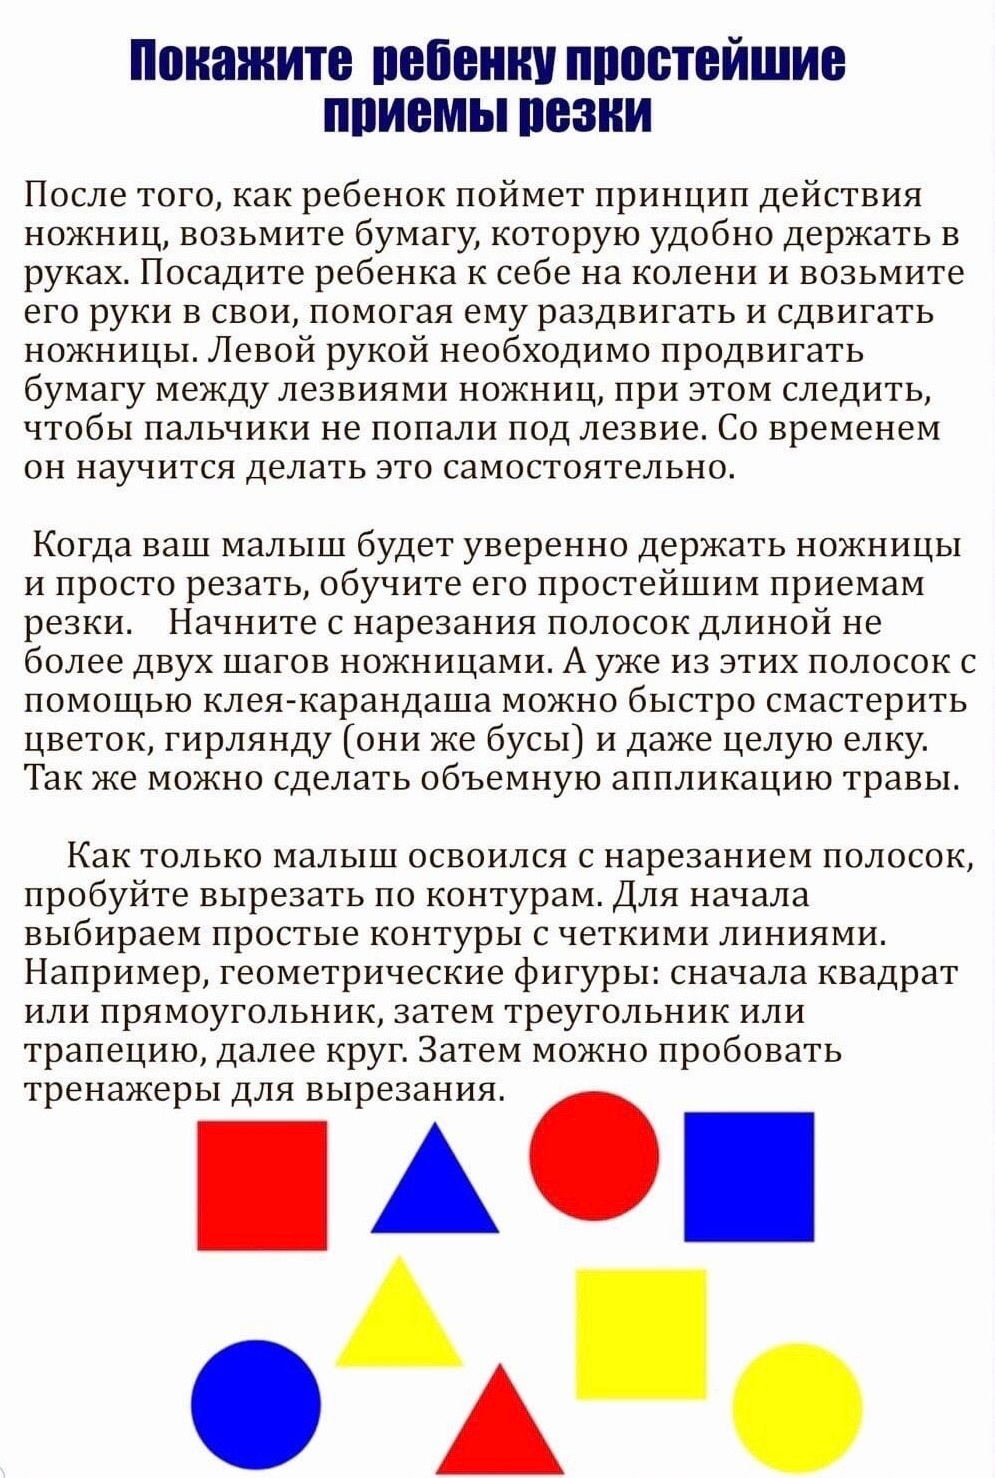 Покажите ребенку простейшие
приемы резки
После того, как ребенок поймет принцип действия
ножниц, возьмите бумагу, которую удобно держать в
руках. Посадите ребенка к себе на колени и возьмите
его руки в свои, помогая ему раздвигать и сдвигать
ножницы. Левой рукой необходимо продвигать
бумагу между лезвиями ножниц, при этом следить,
чтобы пальчики не попали под лезвие. Со временем
он научится делать это самостоятельно.
Когда ваш малыш будет уверенно держать ножницы
и просто резать, обучите его простейшим приемам
резки. Начните с нарезания полосок длиной не
более двух шагов ножницами. А уже из этих полосок с
помощью клея-карандаша можно быстро смастерить
цветок, гирлянду (они же бусы) и даже целую елку.
Так же можно сделать объемную аппликацию травы.
Как только малыш освоился с нарезанием полосок,
пробуйте вырезать по контурам. Для начала
выбираем простые контуры с четкими линиями.
Например, геометрические фигуры: сначала квадрат
или прямоугольник, затем треугольник или
трапецию, далее круг. Затем можно пробовать
тренажеры для вырезания.